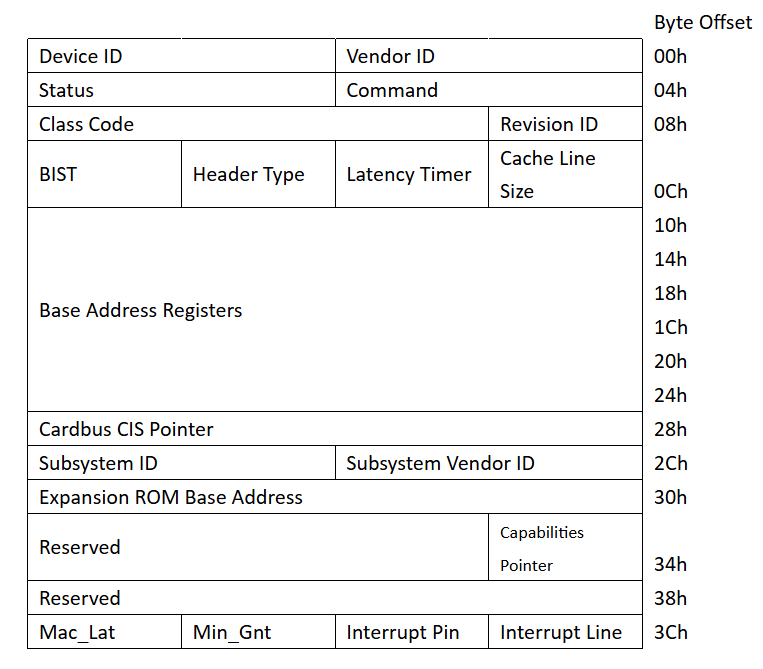 Byte Offset
Device ID Vendor ID 00h
Status Command 04h
Class Code Revision ID 08h
BIST Header Type Latency Timer Cache Line
Size 0Ch
10h
14h
18h
Base Address Registers
1Ch
20h
24h
Cardbus CIS Pointer 28h
Subsystem ID Subsystem Vendor ID 2Ch
Expansion ROM Base Address 30h
Reserved Capabilities
Pointer 34h
Reserved 38h
Mac_Lat Min_Gnt Interrupt Pin Interrupt Line 3Ch